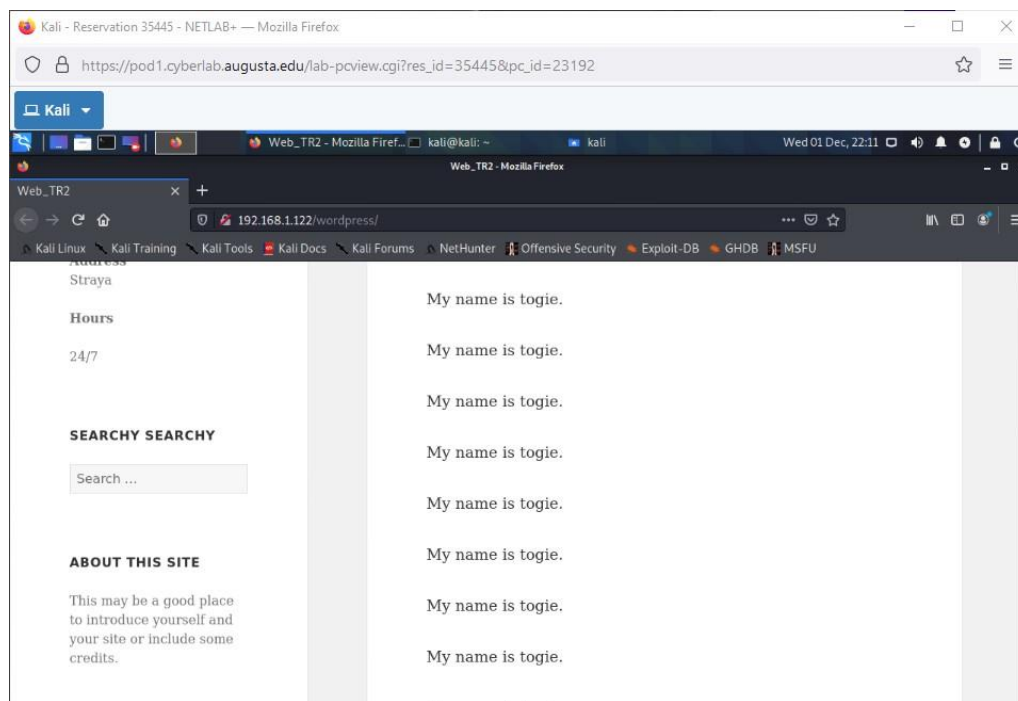 Kali - Reservation 35445 - NETLAB+ — Mozilla Firefox
https://pod1.cyberlab.augusta.edu/lab-pcview.cgi?res_id=35445&pc_id=23192
Kali
Web_TR2 - Mozilla Firef... kali@kali: ~ kali Wed 01 Dec, 22:11
Web_TR2 - Mozilla Firefox
Web_TR2
192.168.1.122/wordpress/
Kali Linux Kali Training Kali Tools Kali Docs Kali Forums NetHunter Offensive Security Exploit-DB GHDB MSFU
Address
Straya
Hours
24/7
SEARCHY SEARCHY
Search ...
ABOUT THIS SITE
This may be a good place
to introduce yourself and
your site or include some
credits.
My name is togie.
My name is togie.
My name is togie.
My name is togie.
My name is togie.
My name is togie.
My name is togie.
My name is togie.